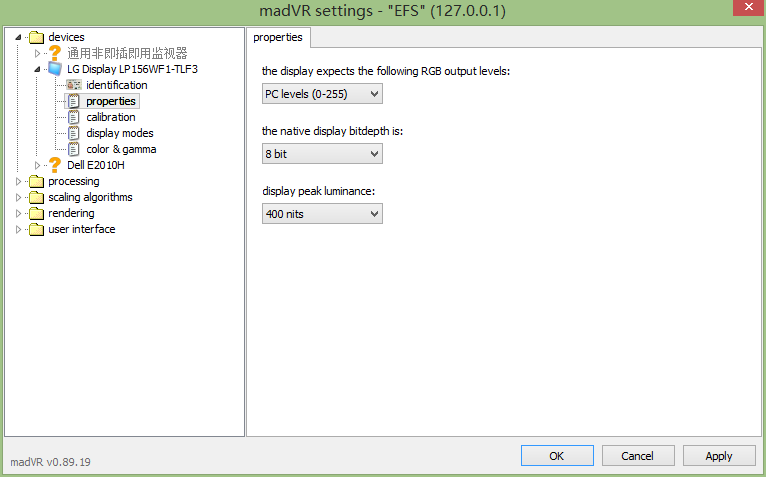 madVR settings - "EFS" (127.0.0.1)
devices
通用非即插即用监视器
LG Display LP156WF1-TLF3
identification
properties
calibration
display modes
color & gamma
Dell E2010H
processing
scaling algorithms
rendering
user interface
properties
the display expects the following RGB output levels:
PC levels (0-255)
the native display bitdepth is:
8 bit
display peak luminance:
400 nits
madVR v0.89.19
OK
Cancel
Apply